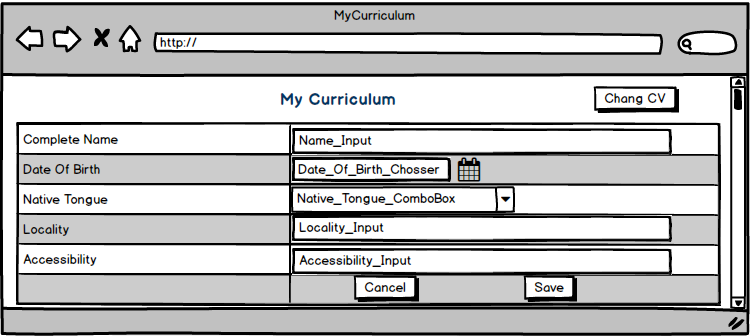 MyCurriculum
http://
My Curriculum
Chang CV
Complete Name
Name_Input
Date Of Birth
Date_Of_Birth_Chosser
Native Tongue
Native_Tongue_ComboBox
Locality
Locality_Input
Accessibility
Accessibility_Input
Cancel
Save